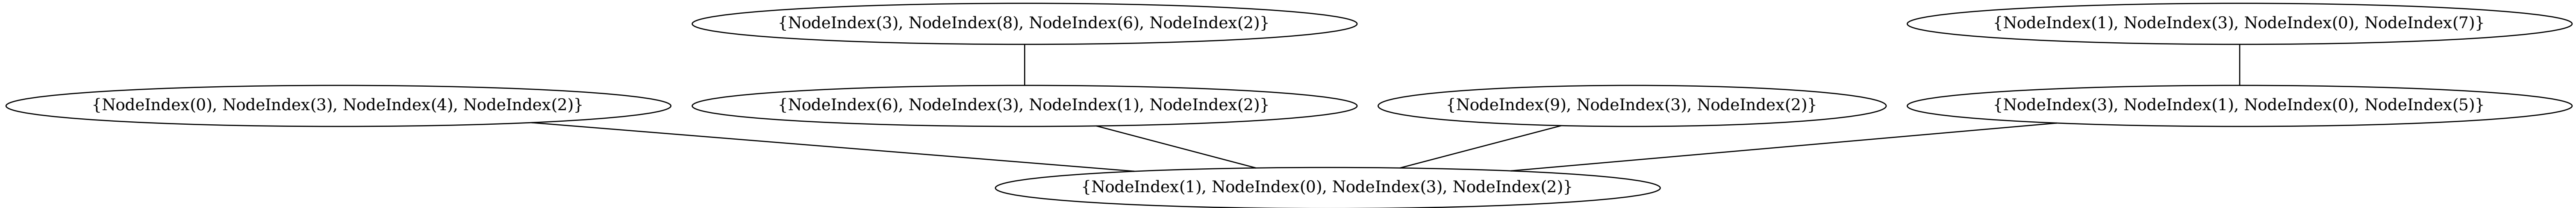 {NodeIndex(3), NodeIndex(8), NodeIndex(6), NodeIndex(2)}
{NodeIndex(1), NodeIndex(3), NodeIndex(0), NodeIndex(7)}
{NodeIndex(0), NodeIndex(3), NodeIndex(4), NodeIndex(2)}
{NodeIndex(6), NodeIndex(3), NodeIndex(1), NodeIndex(2)}
{NodeIndex(9), NodeIndex(3), NodeIndex(2)}
{NodeIndex(3), NodeIndex(1), NodeIndex(0), NodeIndex(5)}
{NodeIndex(1), NodeIndex(0), NodeIndex(3), NodeIndex(2)}